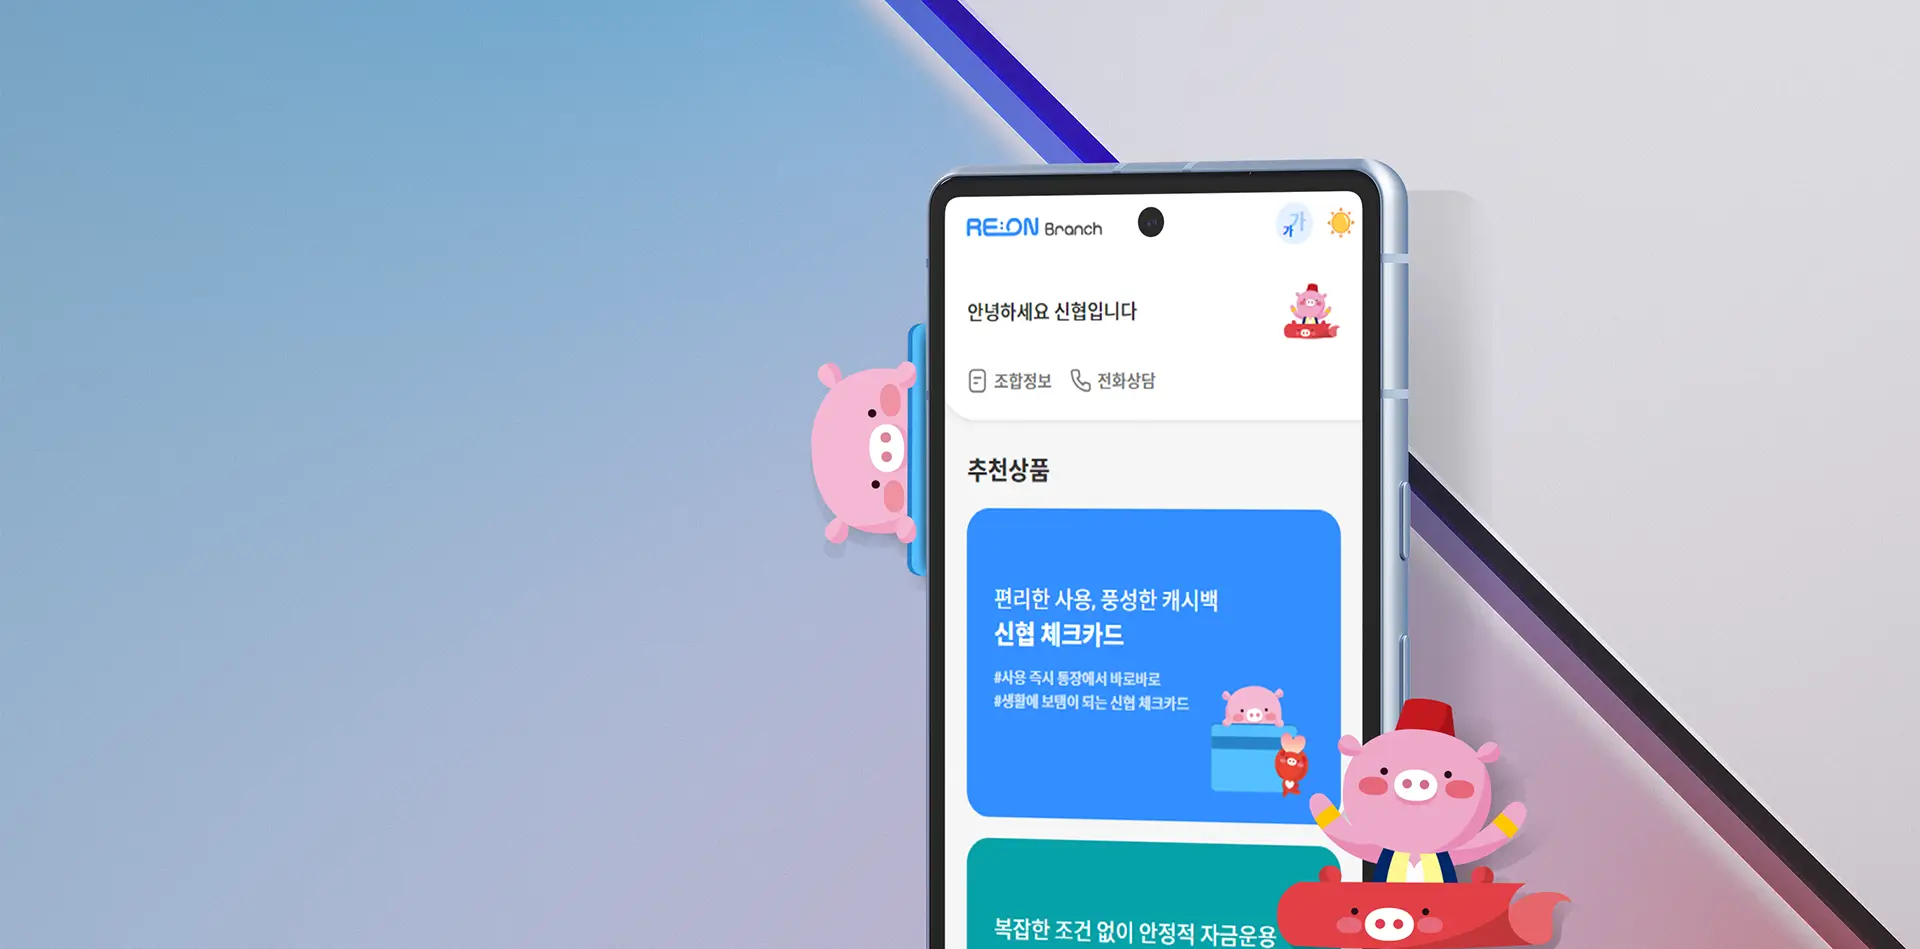 RE:ON Branch
가가
안녕하세요 신협입니다
조합정보 전화상담
추천상품
편리한 사용, 풍성한 캐시백
신협 체크카드
#사용 즉시 통장에서 바로바로
#생활에 보탬이 되는 신협 체크카드
복잡한 조건 없이 안정적 자금운용